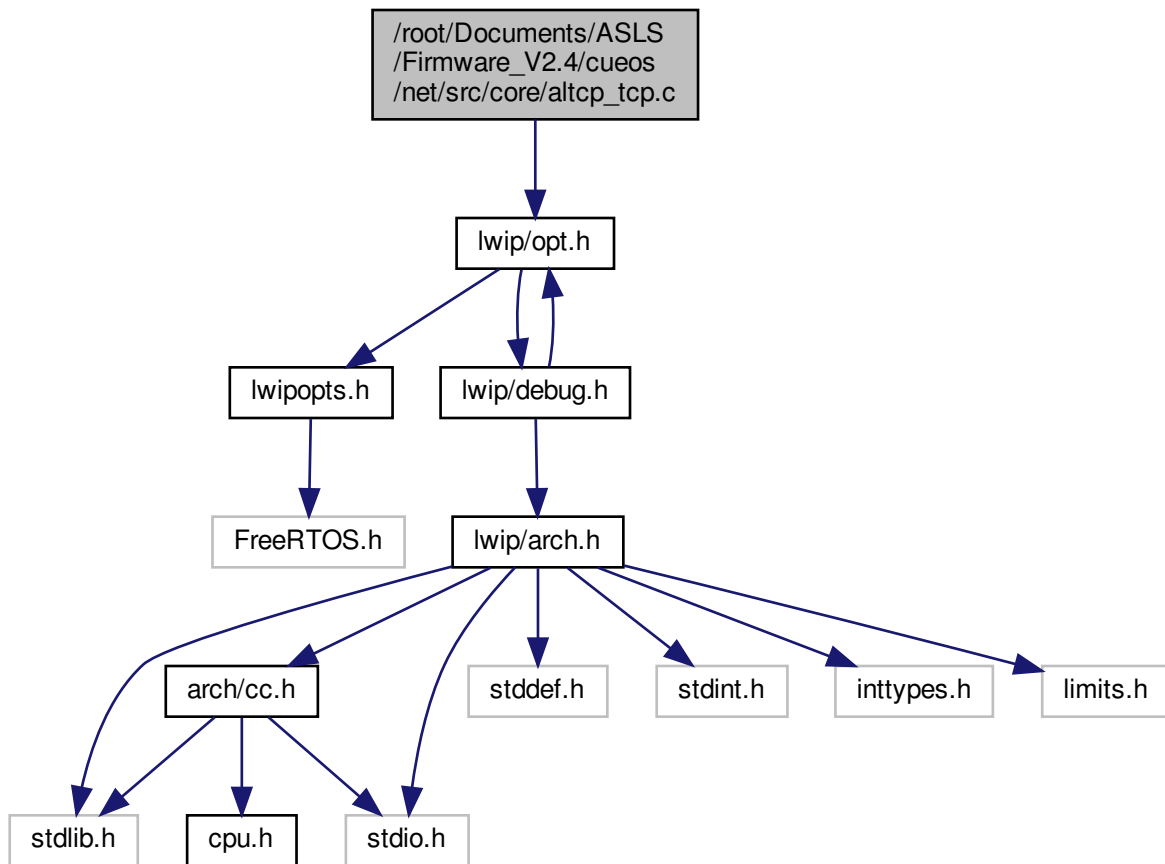 /root/Documents/ASLS
/Firmware_V2.4/cueos
/net/src/core/altcp_tcp.c
lwip/opt.h
lwipopts.h
lwip/debug.h
FreeRTOS.h
lwip/arch.h
arch/cc.h
stddef.h
stdint.h
inttypes.h
limits.h
stdlib.h
cpu.h
stdio.h